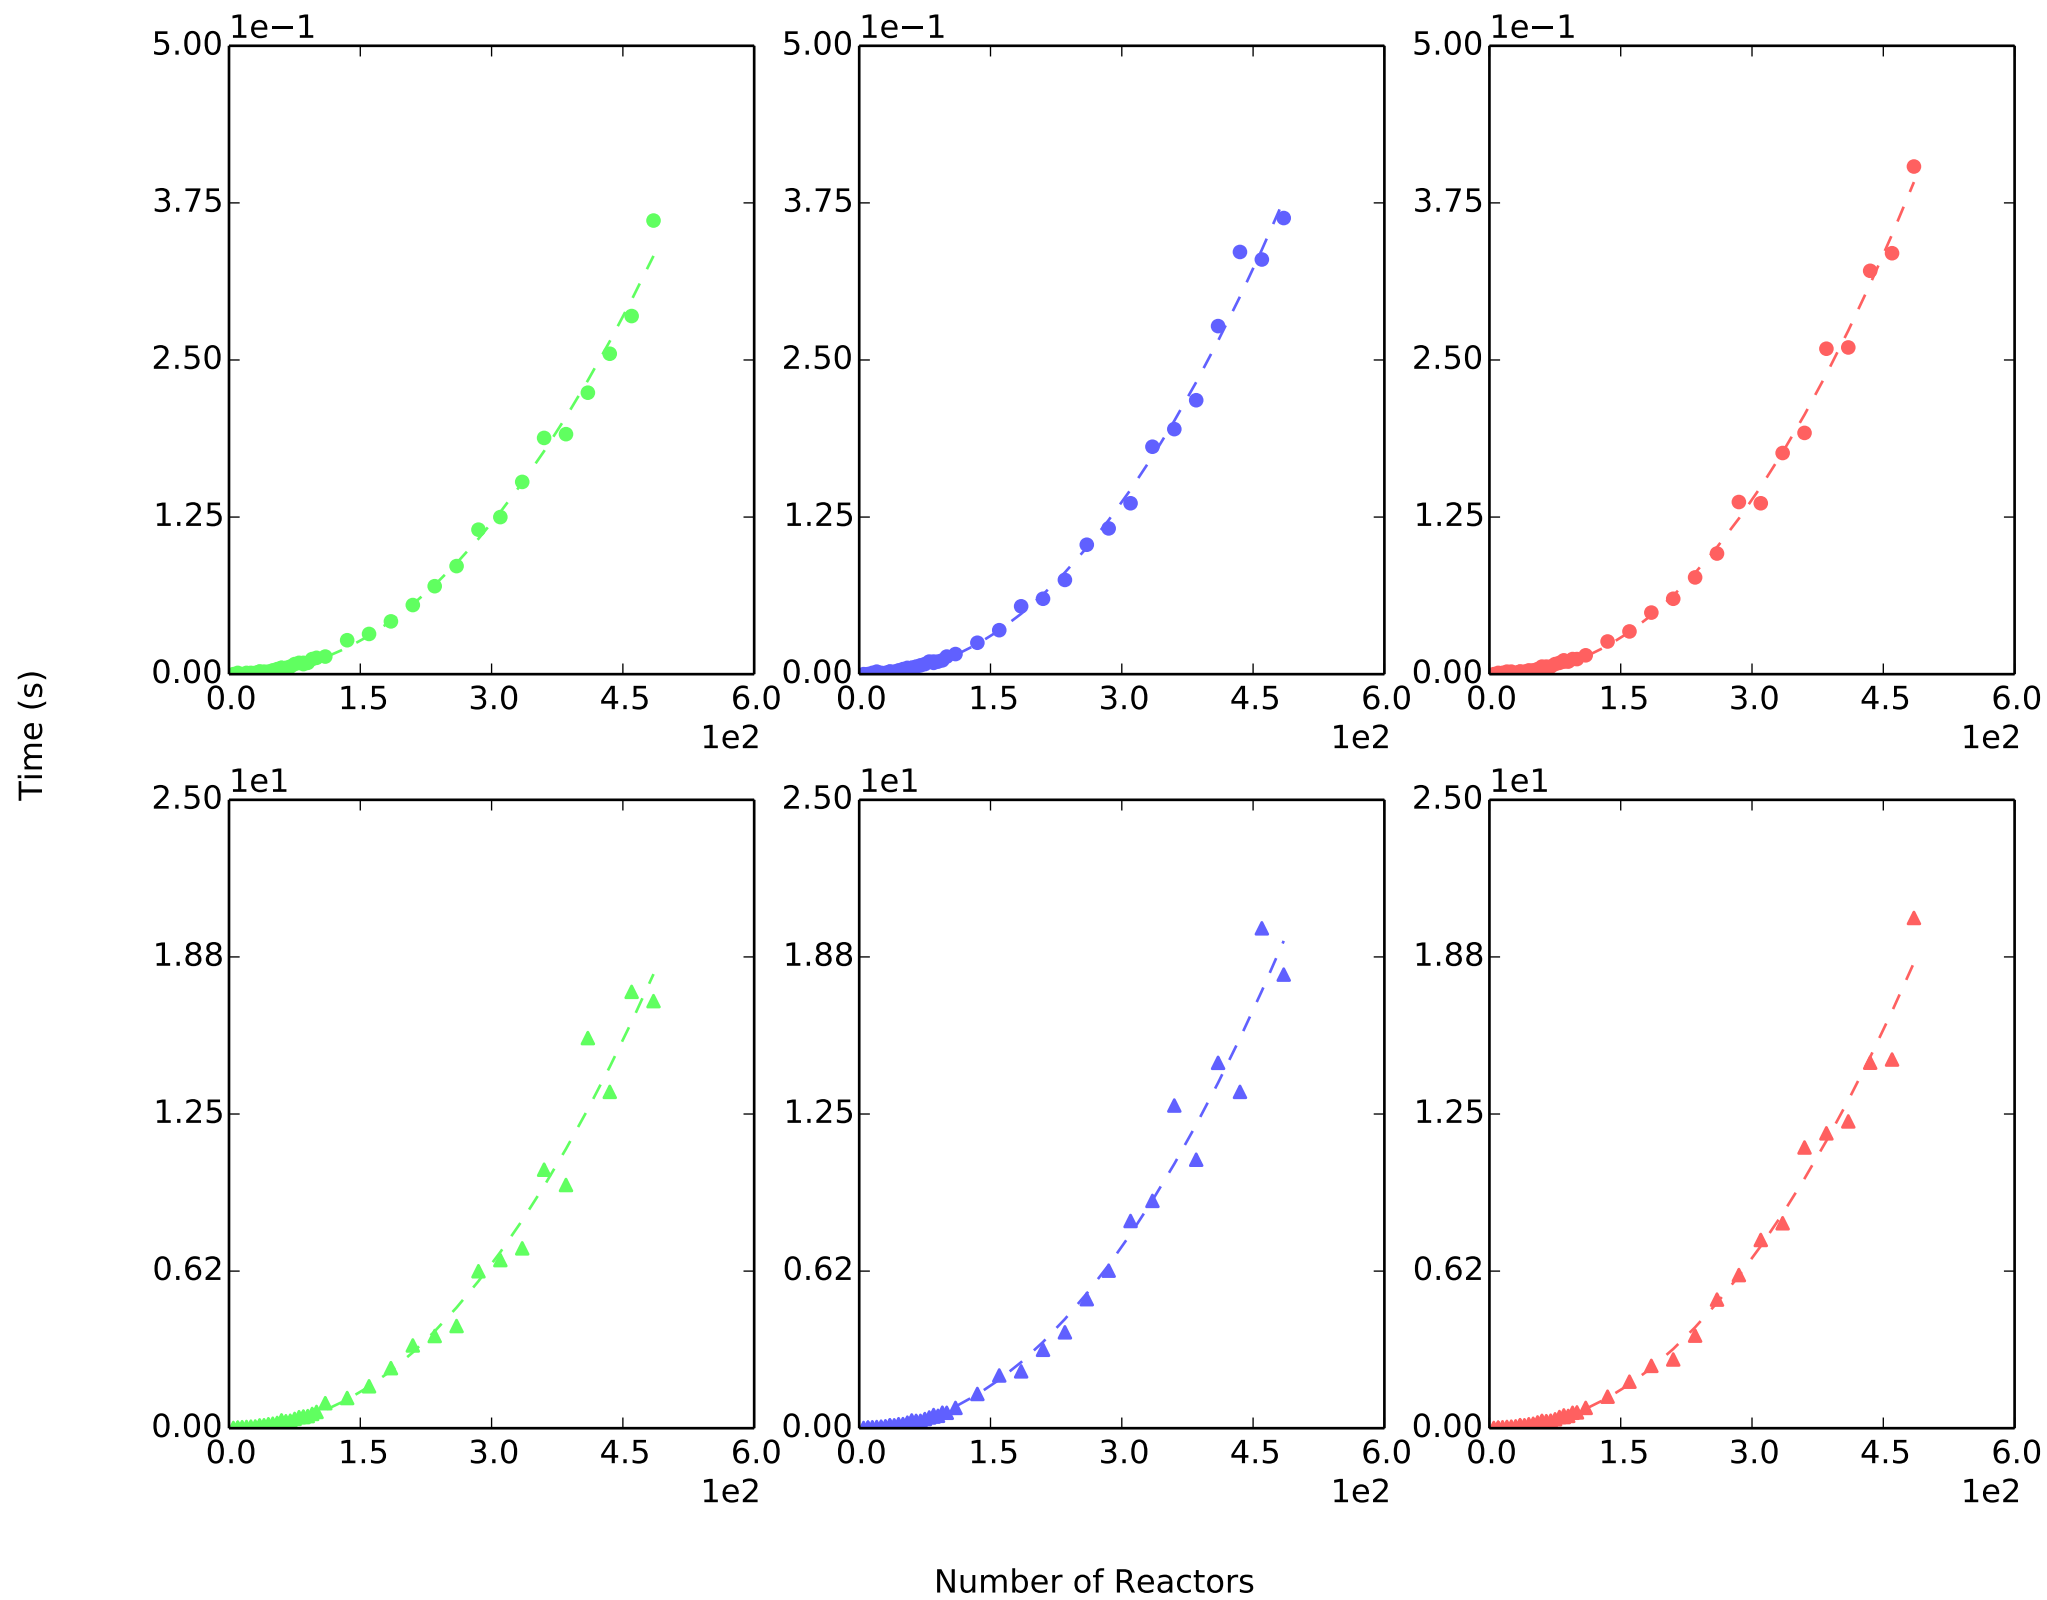 1e−1 1e−1 1e−1
5.00 5.00 5.00
3.75 3.75 3.75
2.50 2.50 2.50
1.25 1.25 1.25
0.00 0.00 0.00
0.0 1.5 3.0 4.5 6.0 0.0 1.5 3.0 4.5 6.0 0.0 1.5 3.0 4.5 6.0
1e2 1e2 1e2
Time (s)
1e1 1e1 1e1
2.50 2.50 2.50
1.88 1.88 1.88
1.25 1.25 1.25
0.62 0.62 0.62
0.00 0.00 0.00
0.0 1.5 3.0 4.5 6.0 0.0 1.5 3.0 4.5 6.0 0.0 1.5 3.0 4.5 6.0
1e2 1e2 1e2
Number of Reactors